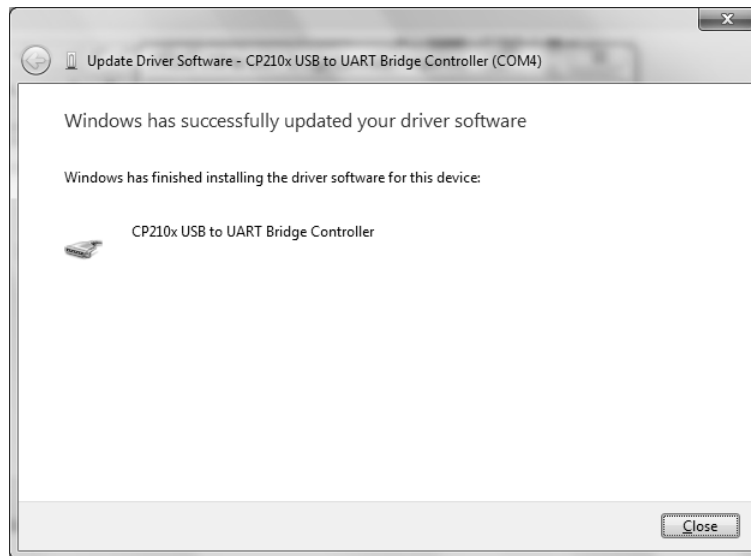 Update Driver Software - CP210x USB to UART Bridge Controller (COM4)
Windows has successfully updated your driver software
Windows has finished installing the driver software for this device:
CP210x USB to UART Bridge Controller
Close